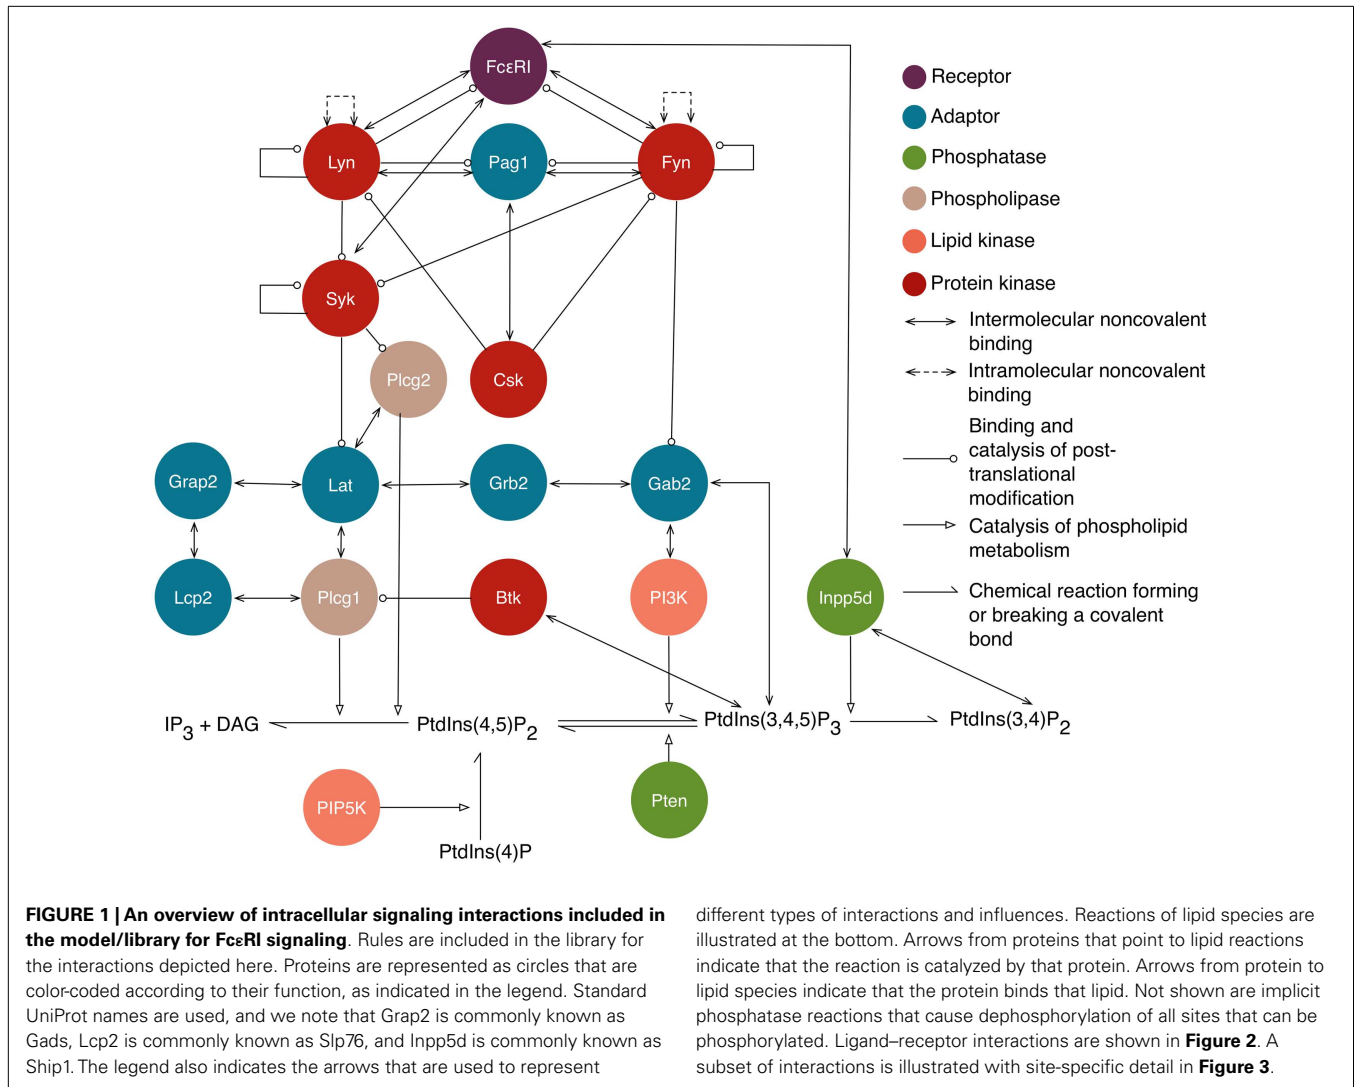 FcεRI
Lyn
Pag1
Fyn
Syk
Plcg2
Csk
Grap2
Lat
Grb2
Gab2
Lcp2
Plcg1
Btk
PI3K
Inpp5d
IP3 + DAG
PtdIns(4,5)P2
PtdIns(3,4,5)P3
PtdIns(3,4)P2
PIP5K
Pten
PtdIns(4)P
Receptor
Adaptor
Phosphatase
Phospholipase
Lipid kinase
Protein kinase
Intermolecular noncovalent
binding
Intramolecular noncovalent
binding
Binding and
catalysis of post-
translational
modification
Catalysis of phospholipid
metabolism
Chemical reaction forming
or breaking a covalent
bond
FIGURE 1 | An overview of intracellular signaling interactions included in
the model/library for FcεRI signaling. Rules are included in the library for
the interactions depicted here. Proteins are represented as circles that are
color-coded according to their function, as indicated in the legend. Standard
UniProt names are used, and we note that Grap2 is commonly known as
Gads, Lcp2 is commonly known as Slp76, and Inpp5d is commonly known as
Ship1. The legend also indicates the arrows that are used to represent
different types of interactions and influences. Reactions of lipid species are
illustrated at the bottom. Arrows from proteins that point to lipid reactions
indicate that the reaction is catalyzed by that protein. Arrows from protein to
lipid species indicate that the protein binds that lipid. Not shown are implicit
phosphatase reactions that cause dephosphorylation of all sites that can be
phosphorylated. Ligand–receptor interactions are shown in Figure 2. A
subset of interactions is illustrated with site-specific detail in Figure 3.